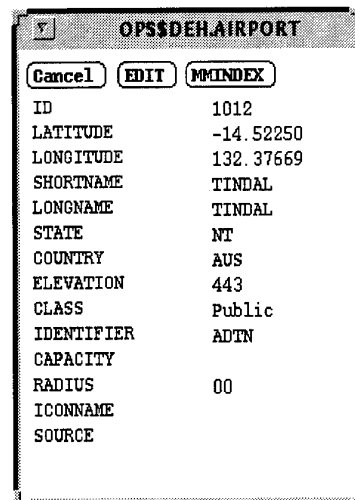 OPS$DEH.AIRPORT
Cancel EDIT MMINDEX
ID 1012
LATITUDE -14.52250
LONGITUDE 132.37669
SHORTNAME TINDAL
LONGNAME TINDAL
STATE NT
COUNTRY AUS
ELEVATION 443
CLASS Public
IDENTIFIER ADTN
CAPACITY
RADIUS 00
ICONNAME
SOURCE